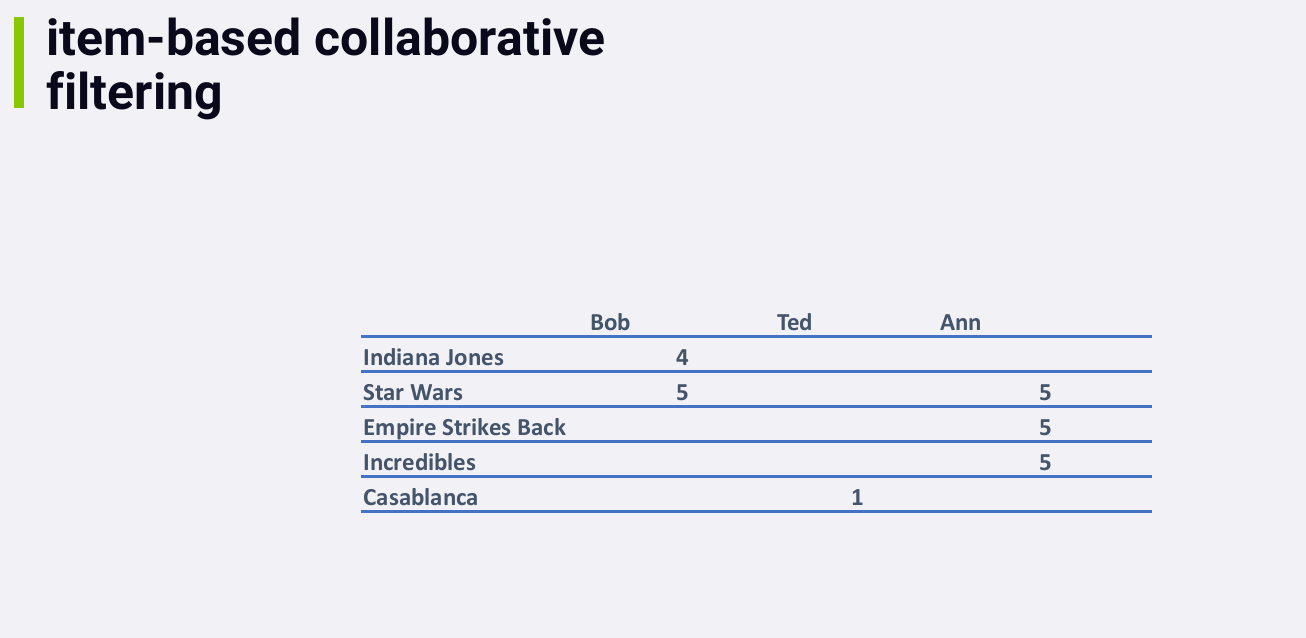 item-based collaborative
filtering
Bob Ted Ann
Indiana Jones 4
Star Wars 5 5
Empire Strikes Back 5
Incredibles 5
Casablanca 1